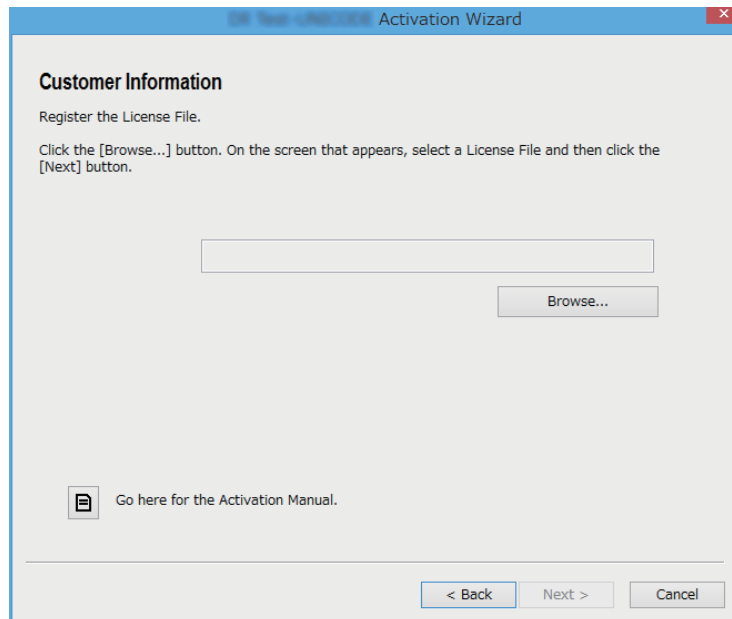 Activation Wizard
Customer Information
Register the License File.
Click the [Browse...] button. On the screen that appears, select a License File and then click the
[Next] button.
Browse...
Go here for the Activation Manual.
< Back
Next >
Cancel